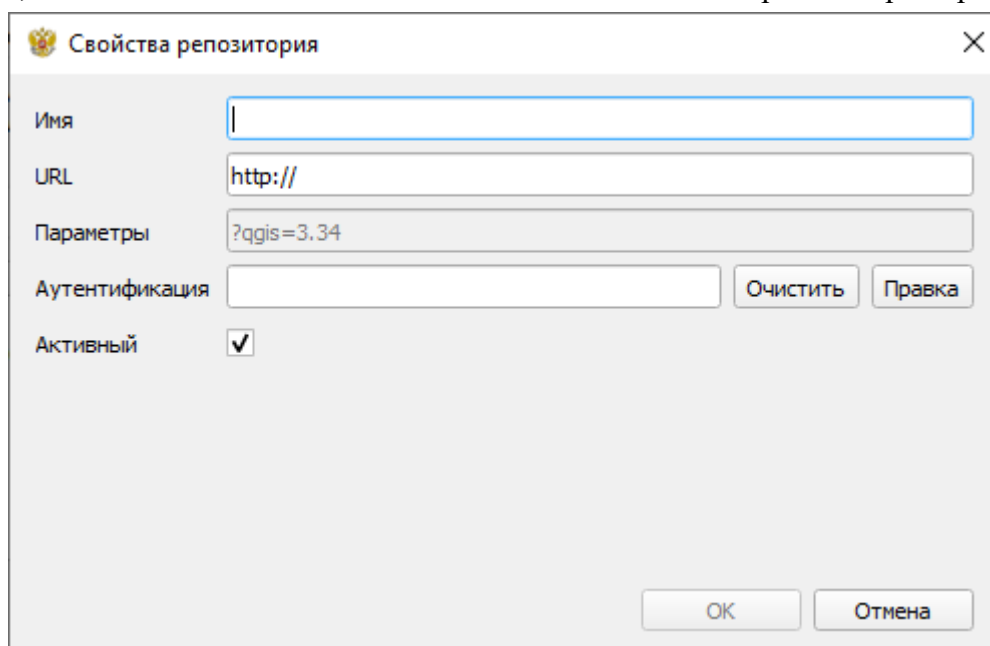 Свойства репозитория
Имя
URL http://
Параметры ?qgis=3.34
Аутентификация Очистить Правка
Активный
OK Отмена